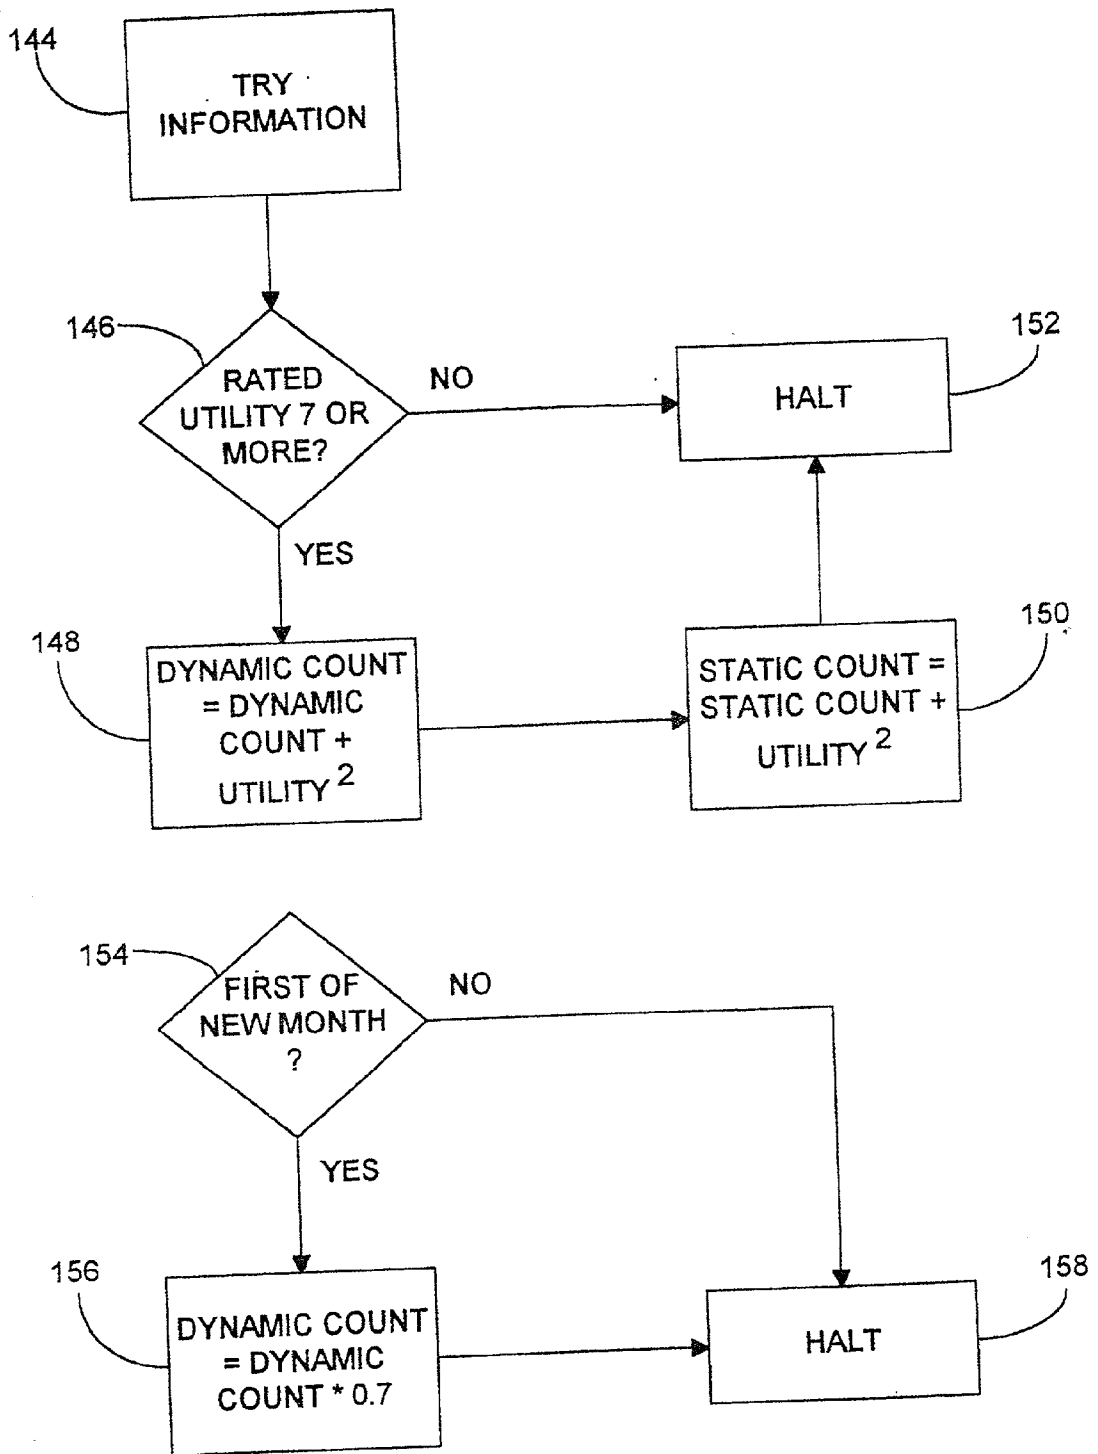 144
TRY
INFORMATION
146
RATED
UTILITY 7 OR
MORE?
NO
152
HALT
YES
148
DYNAMIC COUNT
= DYNAMIC
COUNT +
UTILITY 2
150
STATIC COUNT =
STATIC COUNT +
UTILITY 2
154
FIRST OF
NEW MONTH
?
NO
YES
156
DYNAMIC COUNT
= DYNAMIC
COUNT * 0.7
158
HALT